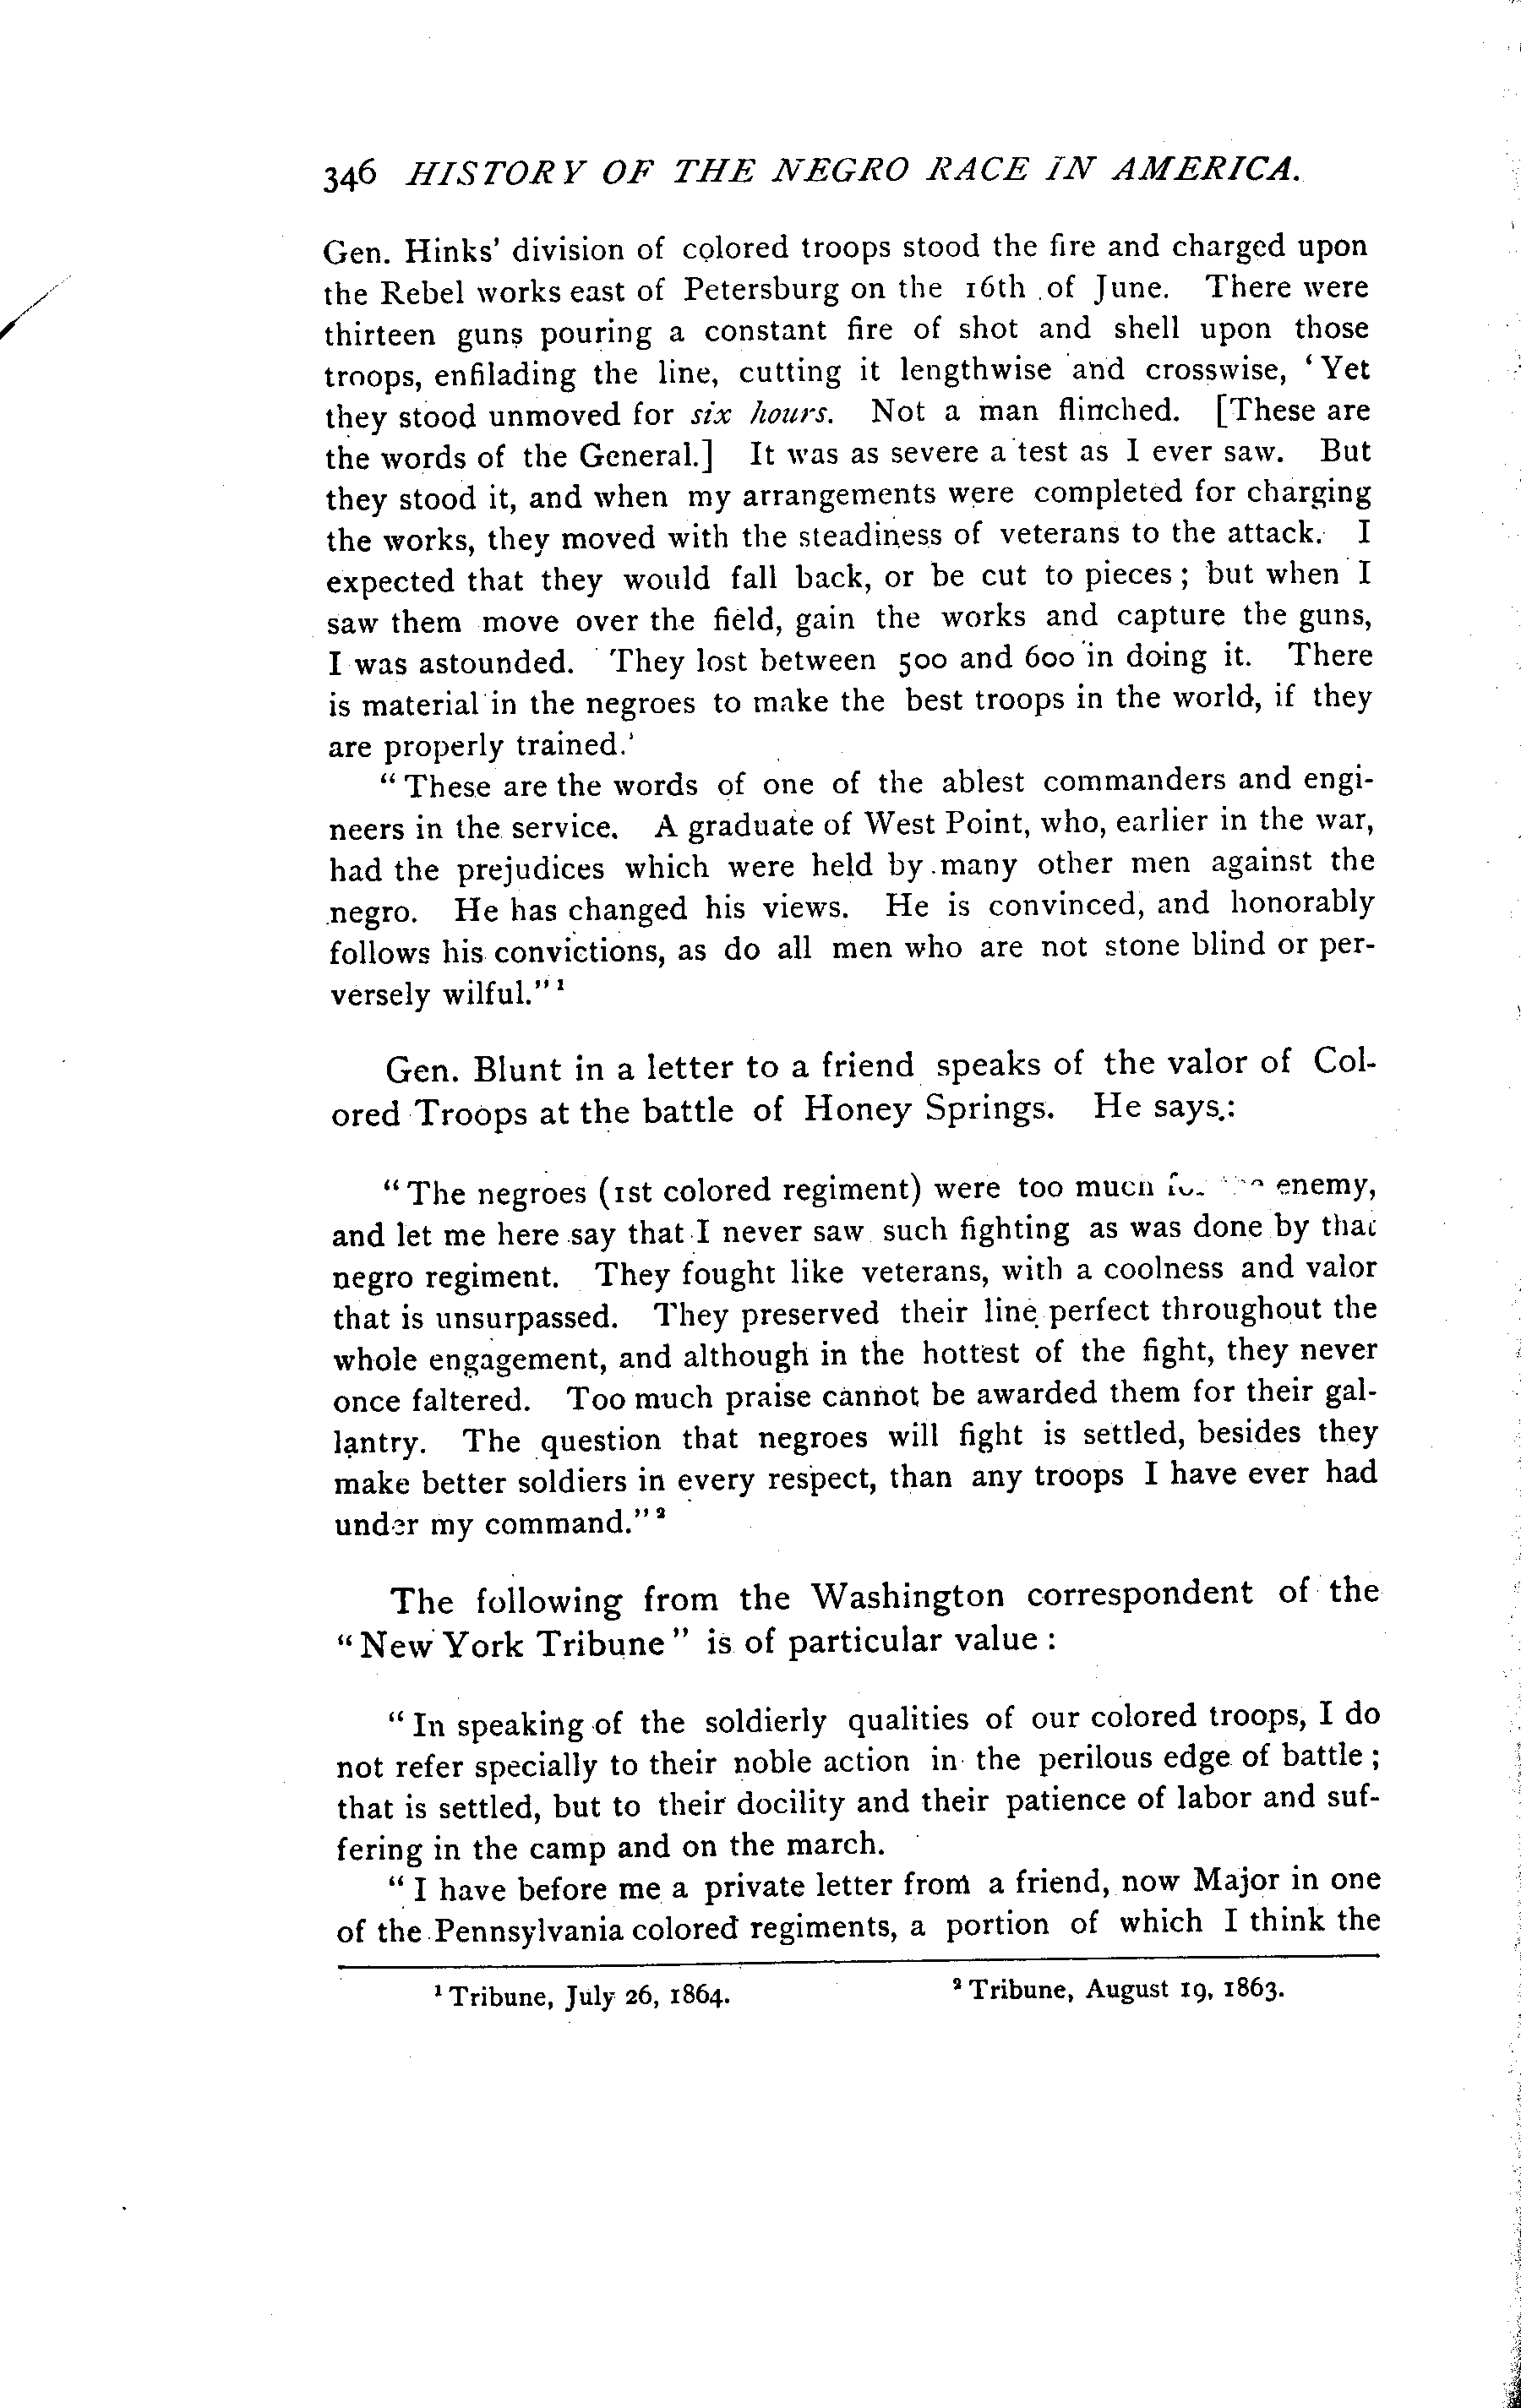 346 HISTORY OF THE NEGRO RACE IN AMERICA.
Gen. Hinks' division of colored troops stood the fire and charged upon
the Rebel works east of Petersburg on the 16th of June. There were
thirteen guns pouring a constant fire of shot and shell upon those
troops, enfilading the line, cutting it lengthwise and crosswise, 'Yet
they stood unmoved for six hours. Not a man flinched. [These are
the words of the General.] It was as severe a test as I ever saw. But
they stood it, and when my arrangements were completed for charging
the works, they moved with the steadiness of veterans to the attack. I
expected that they would fall back, or be cut to pieces; but when I
saw them move over the field, gain the works and capture the guns,
I was astounded. They lost between 500 and 600 in doing it. There
is material in the negroes to make the best troops in the world, if they
are properly trained.'
"These are the words of one of the ablest commanders and engi-
neers in the service. A graduate of West Point, who, earlier in the war,
had the prejudices which were held by many other men against the
negro. He has changed his views. He is convinced, and honorably
follows his convictions, as do all men who are not stone blind or per-
versely wilful." ¹
Gen. Blunt in a letter to a friend speaks of the valor of Col-
ored Troops at the battle of Honey Springs. He says.:
"The negroes (1st colored regiment) were too much enemy,
and let me here say that I never saw such fighting as was done by that
negro regiment. They fought like veterans, with a coolness and valor
that is unsurpassed. They preserved their line perfect throughout the
whole engagement, and although in the hottest of the fight, they never
once faltered. Too much praise cannot be awarded them for their gal-
lantry. The question that negroes will fight is settled, besides they
make better soldiers in every respect, than any troops I have ever had
under my command." ²
The following from the Washington correspondent of the
"New York Tribune" is of particular value:
"In speaking of the soldierly qualities of our colored troops, I do
not refer specially to their noble action in the perilous edge of battle;
that is settled, but to their docility and their patience of labor and suf-
fering in the camp and on the march.
"I have before me a private letter from a friend, now Major in one
of the Pennsylvania colored regiments, a portion of which I think the
¹ Tribune, July 26, 1864. ² Tribune, August 19, 1863.